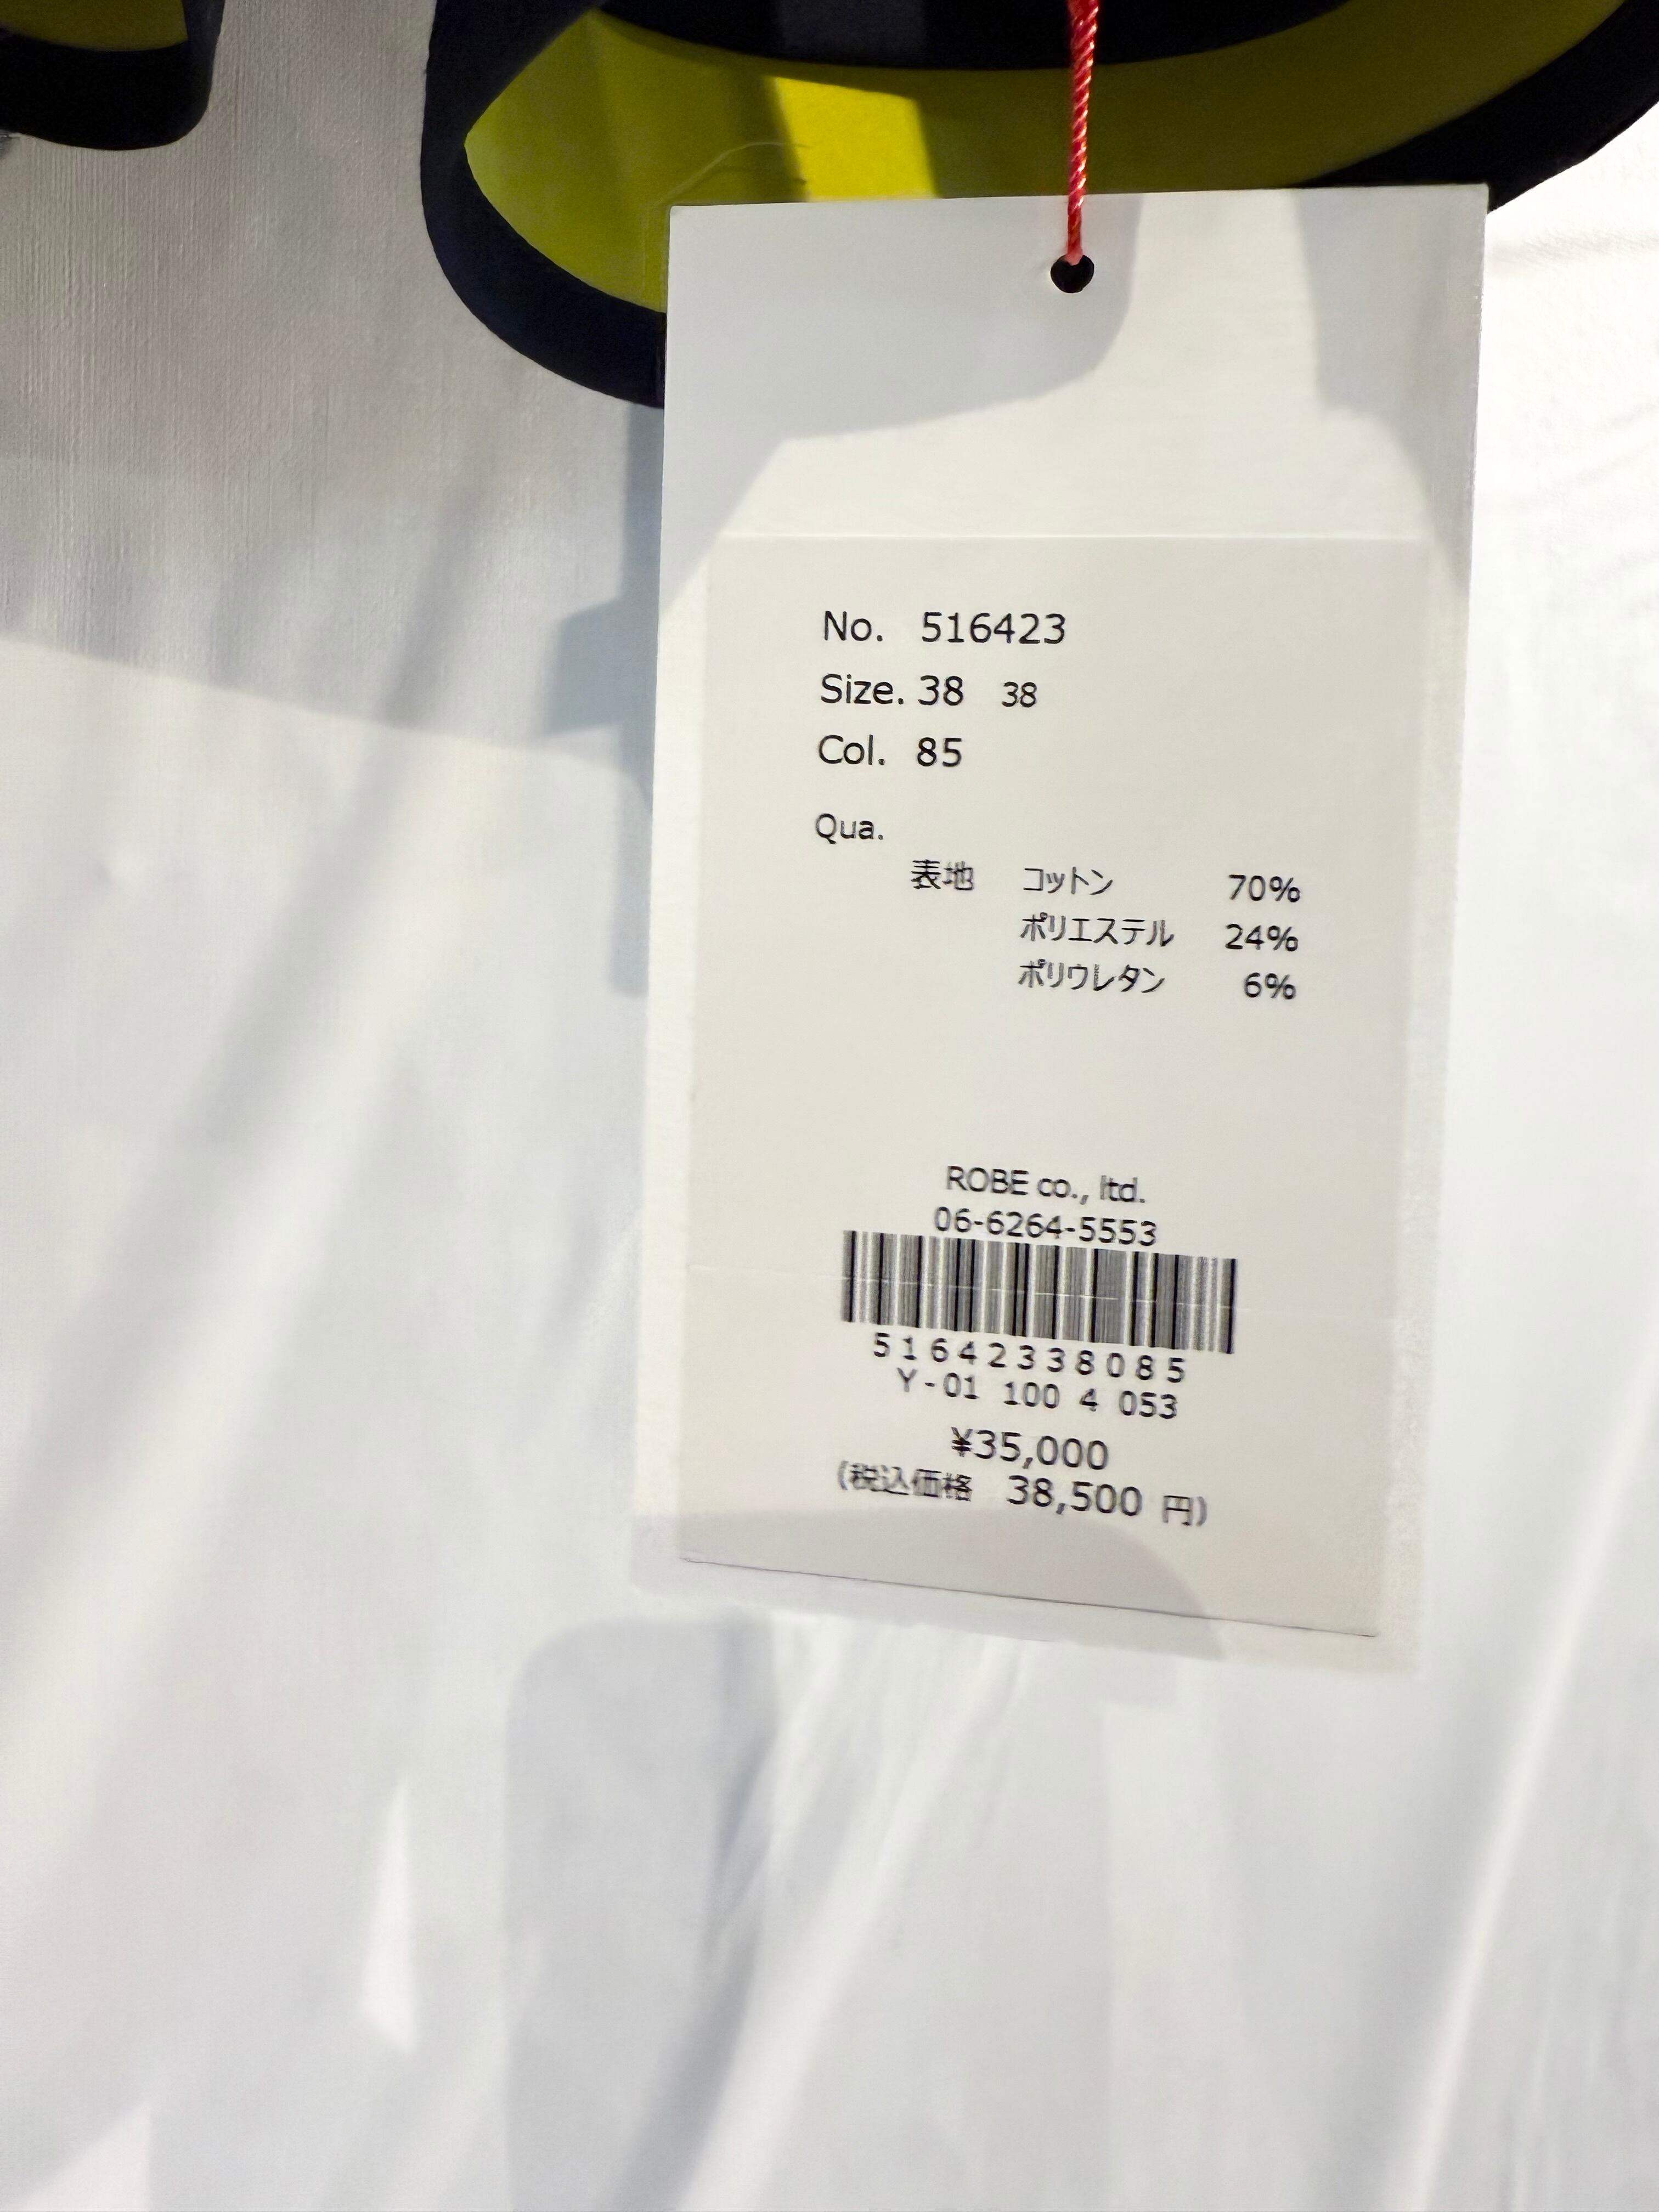 No. 516423
Size. 38 38
Col. 85
Qua.
表地 コットン 70%
ポリエステル 24%
ポリウレタン 6%
ROBE co., ltd.
06-6264-5553
51642338085
Y-01 100 4 053
¥35,000
(税込価格 38,500 円)